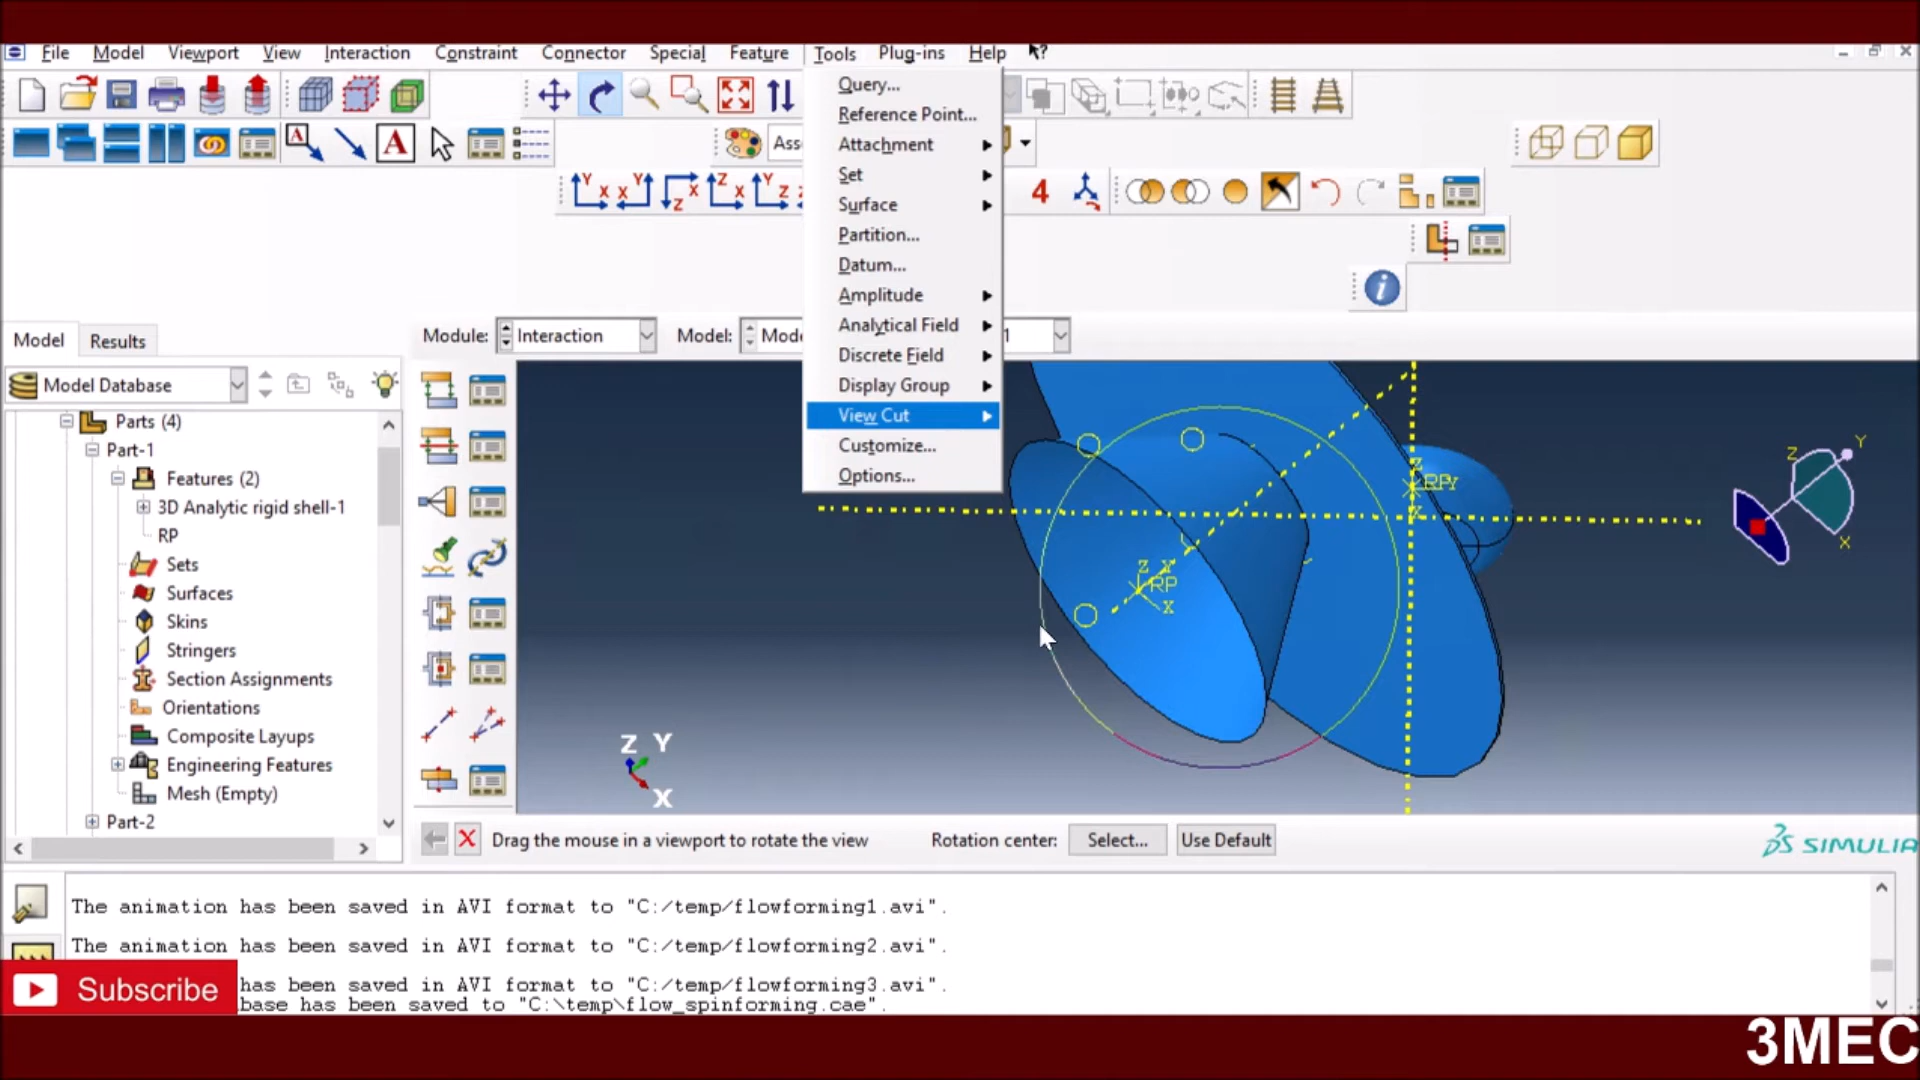 File Model Viewport View Interaction Constraint Connector Special Feature Tools Plug-ins Help
Query...
Reference Point...
Attachment
A A Ass
Set
Y X X Y Z X Z X Y Z 4
Surface
Partition...
Datum...
Amplitude
Model Results
Module: Interaction Model: Mode 1
Analytical Field
Discrete Field
Model Database
Display Group
View Cut
Customize...
Options...
Parts (4)
Part-1
Features (2)
3D Analytic rigid shell-1
RP
Sets
Surfaces
Skins
Stringers
Section Assignments
Orientations
Composite Layups
Engineering Features
Mesh (Empty)
Part-2
Z RP Y X
Z Y RP X
Z Y X
Z Y X
Drag the mouse in a viewport to rotate the view Rotation center: Select... Use Default
SIMULIA
The animation has been saved in AVI format to "C:/temp/flowforming1.avi".
The animation has been saved in AVI format to "C:/temp/flowforming2.avi".
has been saved in AVI format to "C:/temp/flowforming3.avi".
base has been saved to "C:\temp\flow_spinforming.cae".
Subscribe
3MEC